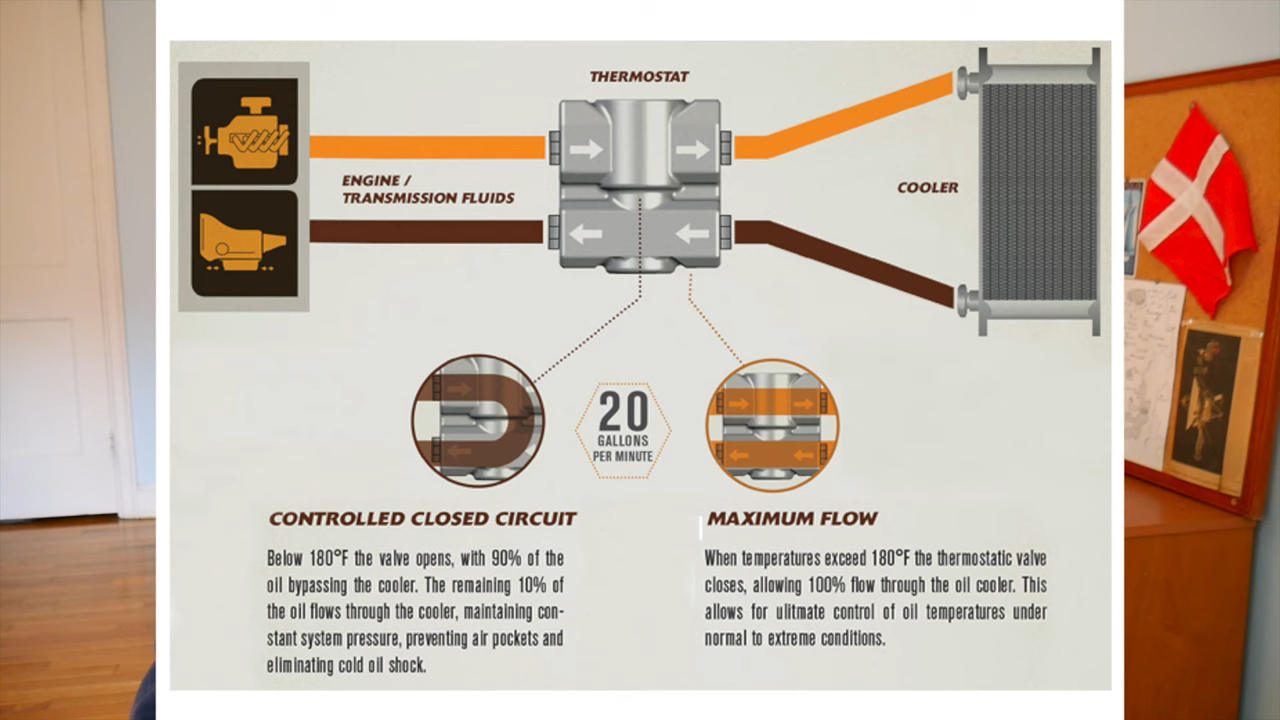 THERMOSTAT
ENGINE /
TRANSMISSION FLUIDS
COOLER
20
GALLONS
PER MINUTE
CONTROLLED CLOSED CIRCUIT
Below 180°F the valve opens, with 90% of the
oil bypassing the cooler. The remaining 10% of
the oil flows through the cooler, maintaining con-
stant system pressure, preventing air pockets and
eliminating cold oil shock.
MAXIMUM FLOW
When temperatures exceed 180°F the thermostatic valve
closes, allowing 100% flow through the oil cooler. This
allows for ulitmate control of oil temperatures under
normal to extreme conditions.